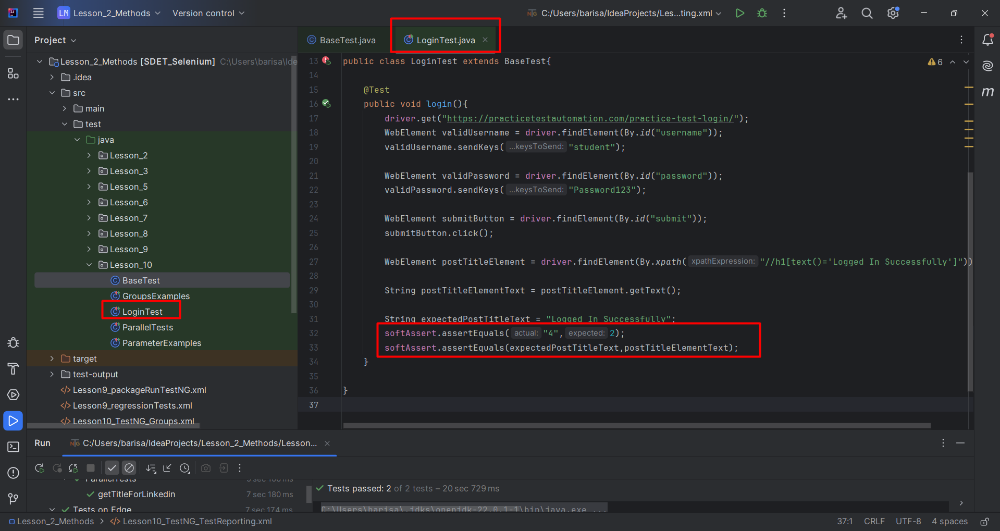 LM Lesson_2_Methods Version control C:/Users/barisa/IdeaProjects/Les...ting.xml
Project
Lesson_2_Methods [SDET_Selenium] C:\Users\barisa\Ide
.idea
src
main
test
java
Lesson_2
Lesson_3
Lesson_5
Lesson_6
Lesson_7
Lesson_8
Lesson_9
Lesson_10
BaseTest
GroupsExamples
LoginTest
ParallelTests
ParameterExamples
target
test-output
</> Lesson9_packageRunTestNG.xml
</> Lesson9_regressionTests.xml
</> Lesson10_TestNG_Groups.xml
BaseTest.java LoginTest.java
6
13 public class LoginTest extends BaseTest{
14
15 @Test
16 public void login(){
17 driver.get("https://practicetestautomation.com/practice-test-login/");
18 WebElement validUsername = driver.findElement(By.id("username"));
19 validUsername.sendKeys( ...keysToSend: "student");
20
21 WebElement validPassword = driver.findElement(By.id("password"));
22 validPassword.sendKeys( ...keysToSend: "Password123");
23
24 WebElement submitButton = driver.findElement(By.id("submit"));
25 submitButton.click();
26
27 WebElement postTitleElement = driver.findElement(By.xpath( xpathExpression: "//h1[text()='Logged In Successfully']"))
28
29 String postTitleElementText = postTitleElement.getText();
30
31 String expectedPostTitleText = "Logged In Successfully";
32 softAssert.assertEquals( actual: "4", expected: 2);
33 softAssert.assertEquals(expectedPostTitleText,postTitleElementText);
34 }
35
36 }
37
m
Run C:/Users/barisa/IdeaProjects/Lesson_2_Methods/Lesson...
ParallelTests 5 sec 160 ms
getTitleForLinkedin 7 sec 180 ms
Tests on Edge 7 sec 174 ms
Tests passed: 2 of 2 tests – 20 sec 729 ms
C:\Users\barisa\.jdks\openjdk-22.0.1-1\bin\java.exe ...
Lesson_2_Methods > </> Lesson10_TestNG_TestReporting.xml
37:1 CRLF UTF-8 4 spaces